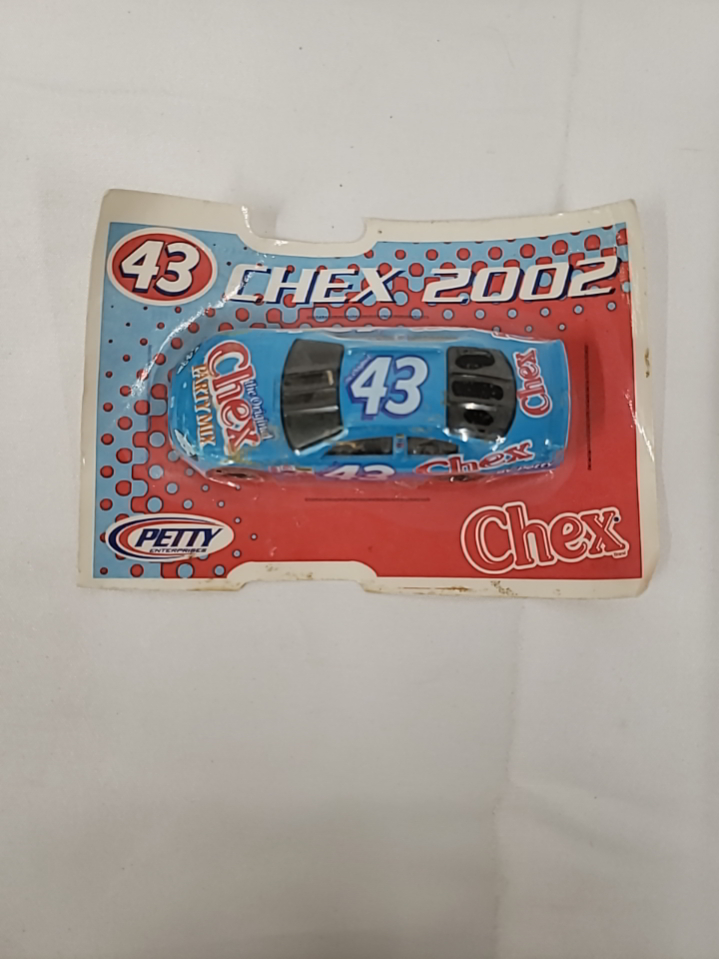 43
CHEX 2002
Chex
the Original
PARTY MIX
43
Chex
43
Chex
PETTY
ENTERPRISES
Chex